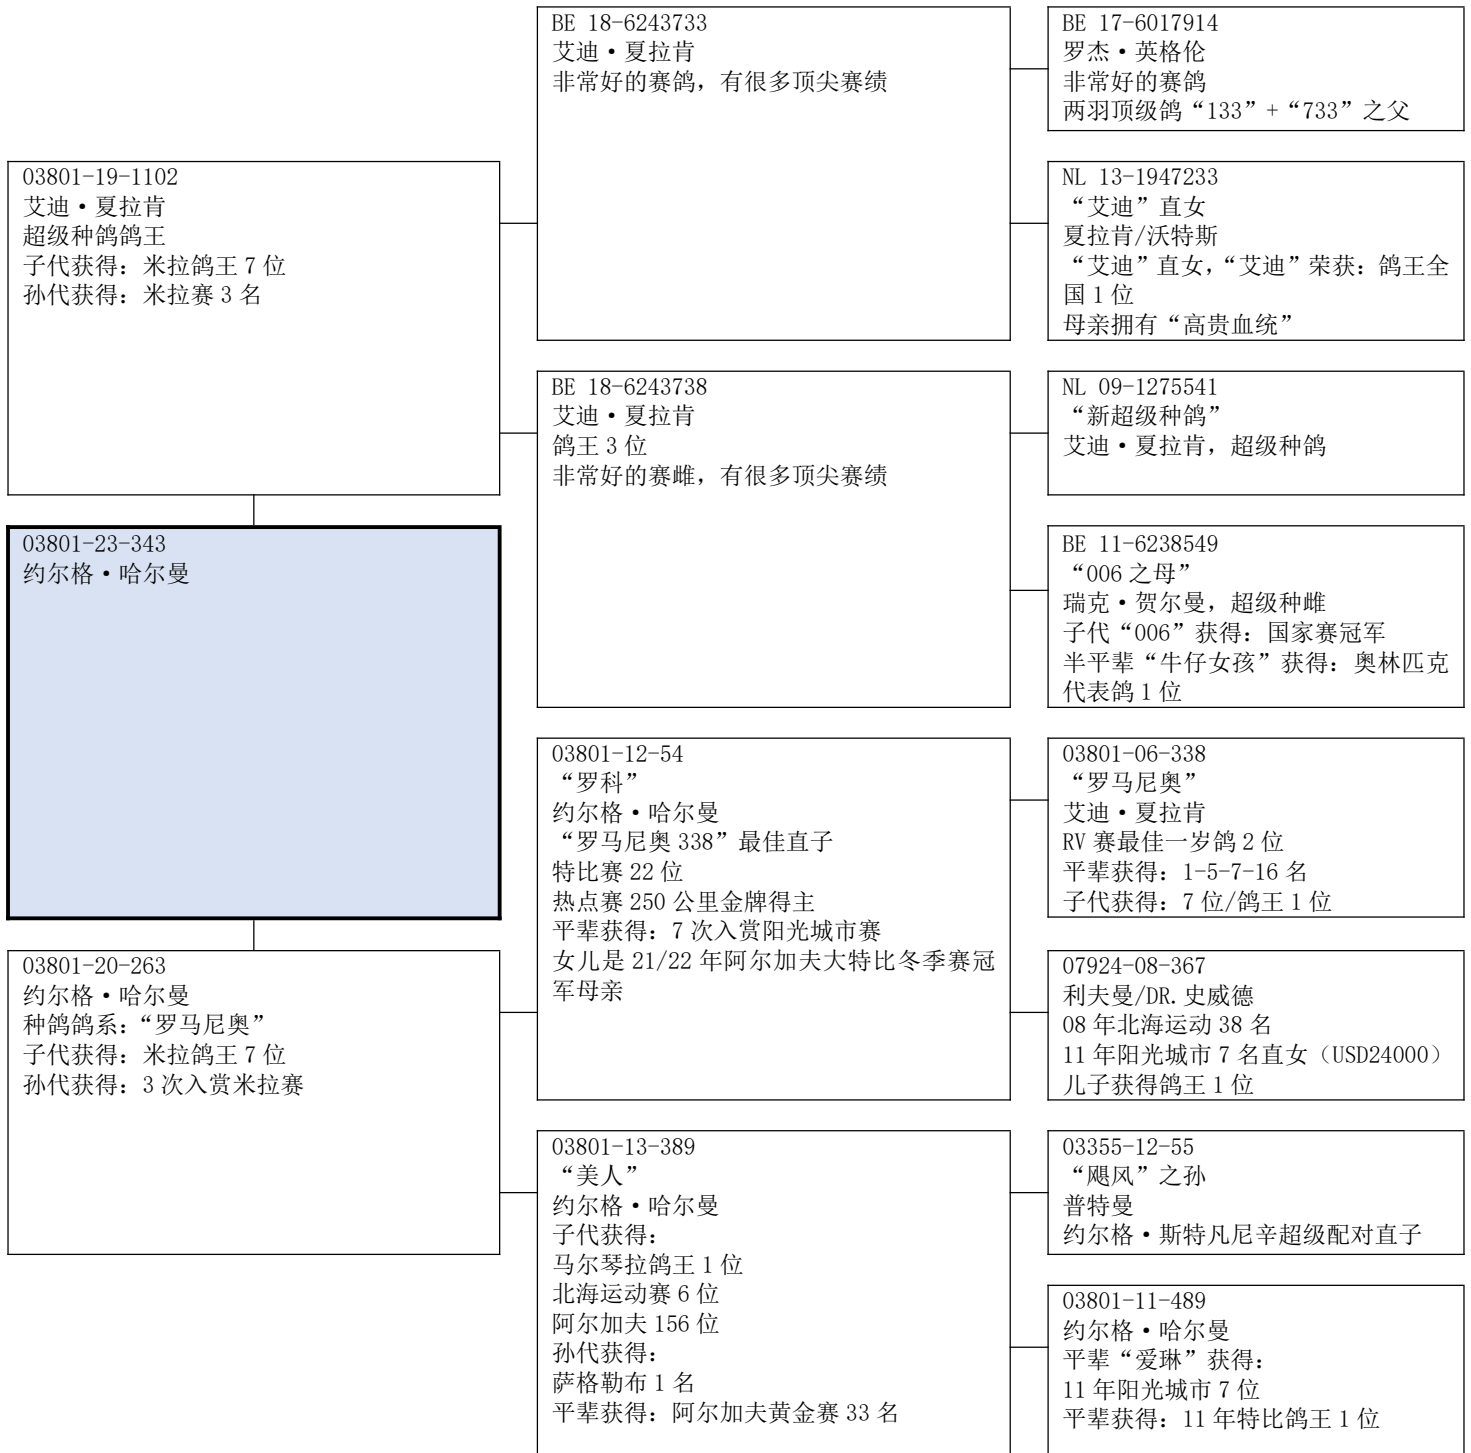 03801-19-1102
艾迪·夏拉肯
超级种鸽鸽王
子代获得：米拉鸽王 7 位
孙代获得：米拉赛 3 名
03801-23-343
约尔格·哈尔曼
03801-20-263
约尔格·哈尔曼
种鸽鸽系：“罗马尼奥”
子代获得：米拉鸽王 7 位
孙代获得：3 次入赏米拉赛
BE 18-6243733
艾迪·夏拉肯
非常好的赛鸽，有很多顶尖赛绩
BE 18-6243738
艾迪·夏拉肯
鸽王 3 位
非常好的赛雌，有很多顶尖赛绩
03801-12-54
“罗科”
约尔格·哈尔曼
“罗马尼奥 338”最佳直子
特比赛 22 位
热点赛 250 公里金牌得主
平辈获得：7 次入赏阳光城市赛
女儿是 21/22 年阿尔加夫大特比冬季赛冠
军母亲
03801-13-389
“美人”
约尔格·哈尔曼
子代获得：
马尔琴拉鸽王 1 位
北海运动赛 6 位
阿尔加夫 156 位
孙代获得：
萨格勒布 1 名
平辈获得：阿尔加夫黄金赛 33 名
BE 17-6017914
罗杰·英格伦
非常好的赛鸽
两羽顶级鸽“133”+“733”之父
NL 13-1947233
“艾迪”直女
夏拉肯/沃特斯
“艾迪”直女，“艾迪”荣获：鸽王全
国 1 位
母亲拥有“高贵血统”
NL 09-1275541
“新超级种鸽”
艾迪·夏拉肯，超级种鸽
BE 11-6238549
“006 之母”
瑞克·贺尔曼，超级种雌
子代“006”获得：国家赛冠军
半平辈“牛仔女孩”获得：奥林匹克
代表鸽 1 位
03801-06-338
“罗马尼奥”
艾迪·夏拉肯
RV 赛最佳一岁鸽 2 位
平辈获得：1-5-7-16 名
子代获得：7 位/鸽王 1 位
07924-08-367
利夫曼/DR.史威德
08 年北海运动 38 名
11 年阳光城市 7 名直女（USD24000）
儿子获得鸽王 1 位
03355-12-55
“飓风”之孙
普特曼
约尔格·斯特凡尼辛超级配对直子
03801-11-489
约尔格·哈尔曼
平辈“爱琳”获得：
11 年阳光城市 7 位
平辈获得：11 年特比鸽王 1 位